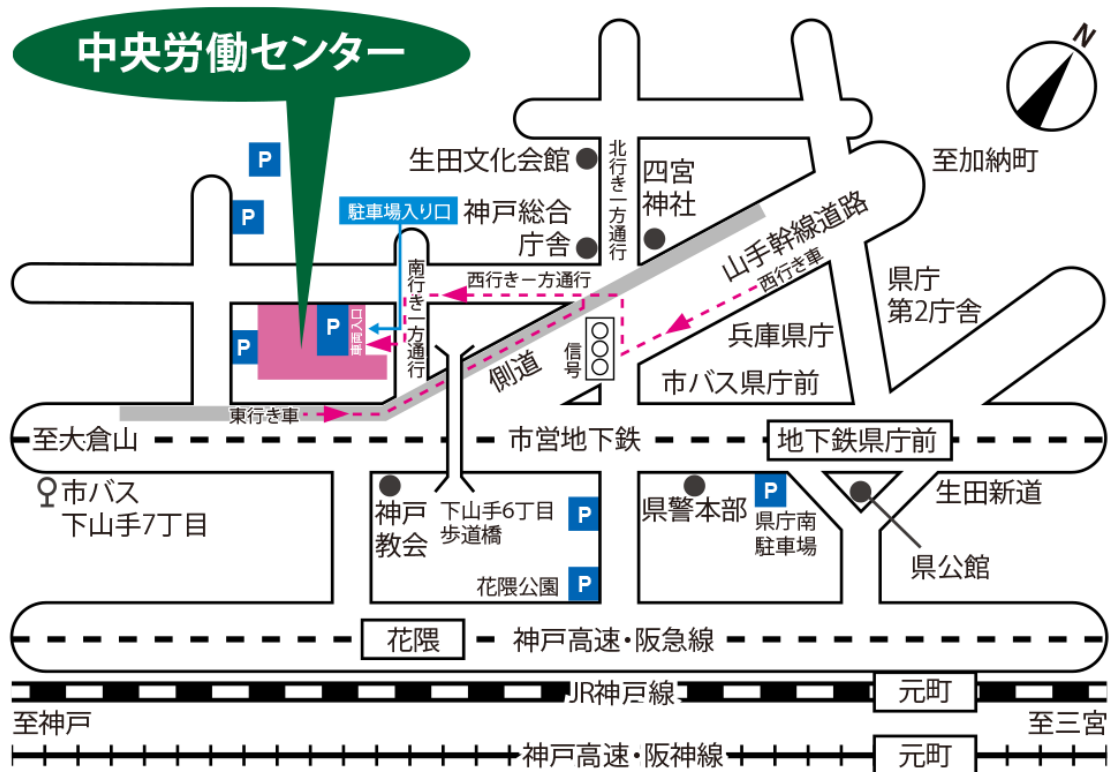 中央労働センター
N
P
生田文化会館
北行き一方通行
四宮
神社
至加納町
P
駐車場入り口
神戸総合
庁舎
山手幹線道路
南行き一方通行
西行き一方通行
西行き車
県庁
第2庁舎
P
車両入口
P
信号
兵庫県庁
側道
市バス県庁前
東行き車
至大倉山
市営地下鉄
地下鉄県庁前
市バス
下山手7丁目
神戸
教会
下山手6丁目
歩道橋
P
県警本部
P
県庁南
駐車場
生田新道
県公館
花隈公園
P
花隈
神戸高速・阪急線
JR神戸線
元町
至神戸
至三宮
神戸高速・阪神線
元町